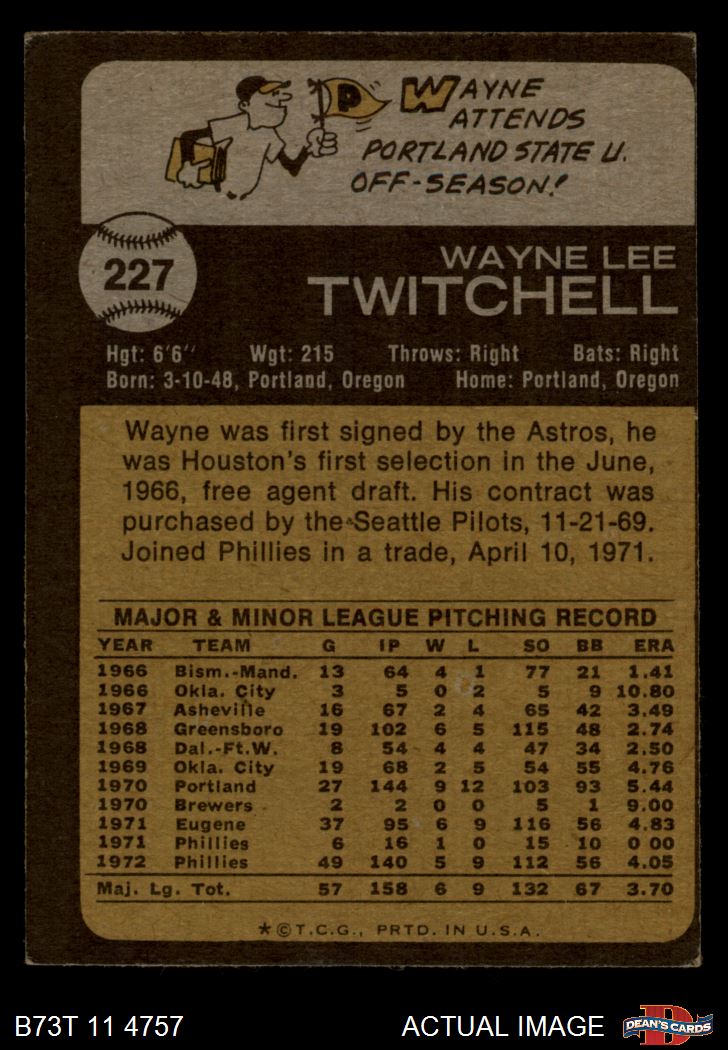 P WAYNE
ATTENDS
PORTLAND STATE U.
OFF-SEASON!
227
WAYNE LEE
TWITCHELL
Hgt: 6'6" Wgt: 215 Throws: Right Bats: Right
Born: 3-10-48, Portland, Oregon Home: Portland, Oregon
Wayne was first signed by the Astros, he
was Houston's first selection in the June,
1966, free agent draft. His contract was
purchased by the Seattle Pilots, 11-21-69.
Joined Phillies in a trade, April 10, 1971.
MAJOR & MINOR LEAGUE PITCHING RECORD
YEAR TEAM G IP W L SO BB ERA
1966 Bism.-Mand. 13 64 4 1 77 21 1.41
1966 Okla. City 3 5 0 2 5 9 10.80
1967 Asheville 16 67 2 4 65 42 3.49
1968 Greensboro 19 102 6 5 115 48 2.74
1968 Dal.-Ft.W. 8 54 4 4 47 34 2.50
1969 Okla. City 19 68 2 5 54 55 4.76
1970 Portland 27 144 9 12 103 93 5.44
1970 Brewers 2 2 0 0 5 1 9.00
1971 Eugene 37 95 6 9 116 56 4.83
1971 Phillies 6 16 1 0 15 10 0 00
1972 Phillies 49 140 5 9 112 56 4.05
Maj. Lg. Tot. 57 158 6 9 132 67 3.70
*©T.C.G., PRTD. IN U.S.A.
B73T 11 4757 ACTUAL IMAGE D DEAN'S CARDS